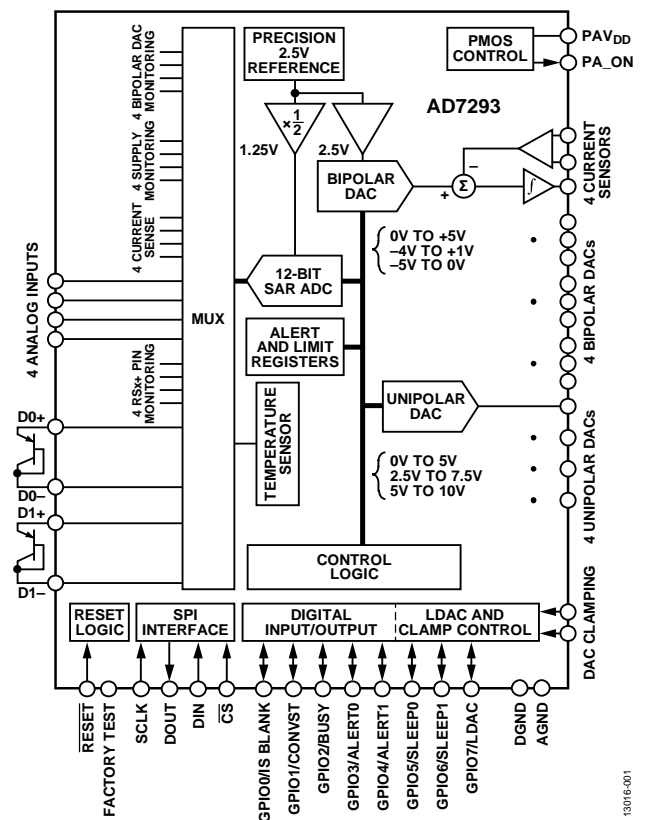 4 BIPOLAR DAC
MONITORING
4 SUPPLY
MONITORING
4 CURRENT
SENSE
4 ANALOG INPUTS
4 RSx+ PIN
MONITORING
D0+
D0–
D1+
D1–
MUX
PRECISION
2.5V
REFERENCE
×1/2
1.25V
2.5V
PMOS
CONTROL
PAVDD
PA_ON
AD7293
BIPOLAR
DAC
–
+
Σ
∫
4 CURRENT
SENSORS
0V TO +5V
–4V TO +1V
–5V TO 0V
4 BIPOLAR DACs
12-BIT
SAR ADC
ALERT
AND LIMIT
REGISTERS
TEMPERATURE
SENSOR
UNIPOLAR
DAC
0V TO 5V
2.5V TO 7.5V
5V TO 10V
4 UNIPOLAR DACs
CONTROL
LOGIC
RESET
LOGIC
SPI
INTERFACE
DIGITAL
INPUT/OUTPUT
LDAC AND
CLAMP CONTROL
DAC CLAMPING
RESET
FACTORY TEST
SCLK
DOUT
DIN
CS
GPIO0/IS BLANK
GPIO1/CONVST
GPIO2/BUSY
GPIO3/ALERT0
GPIO4/ALERT1
GPIO5/SLEEP0
GPIO6/SLEEP1
GPIO7/LDAC
DGND
AGND
13016-001